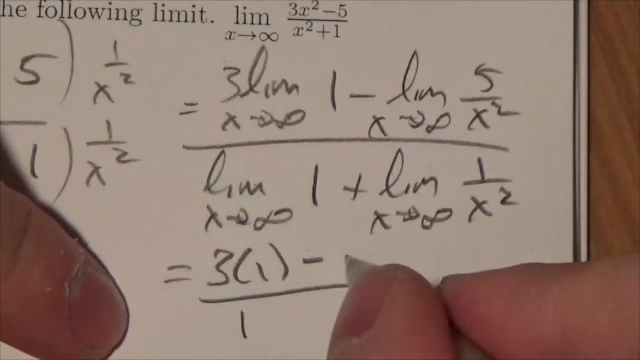 he following limit. lim x→∞ 3x²−5 / x²+1
5) 1/x² = 3 lim x→∞ 1 − lim x→∞ 5/x²
1) 1/x² lim x→∞ 1 + lim x→∞ 1/x²
= 3(1) −
1